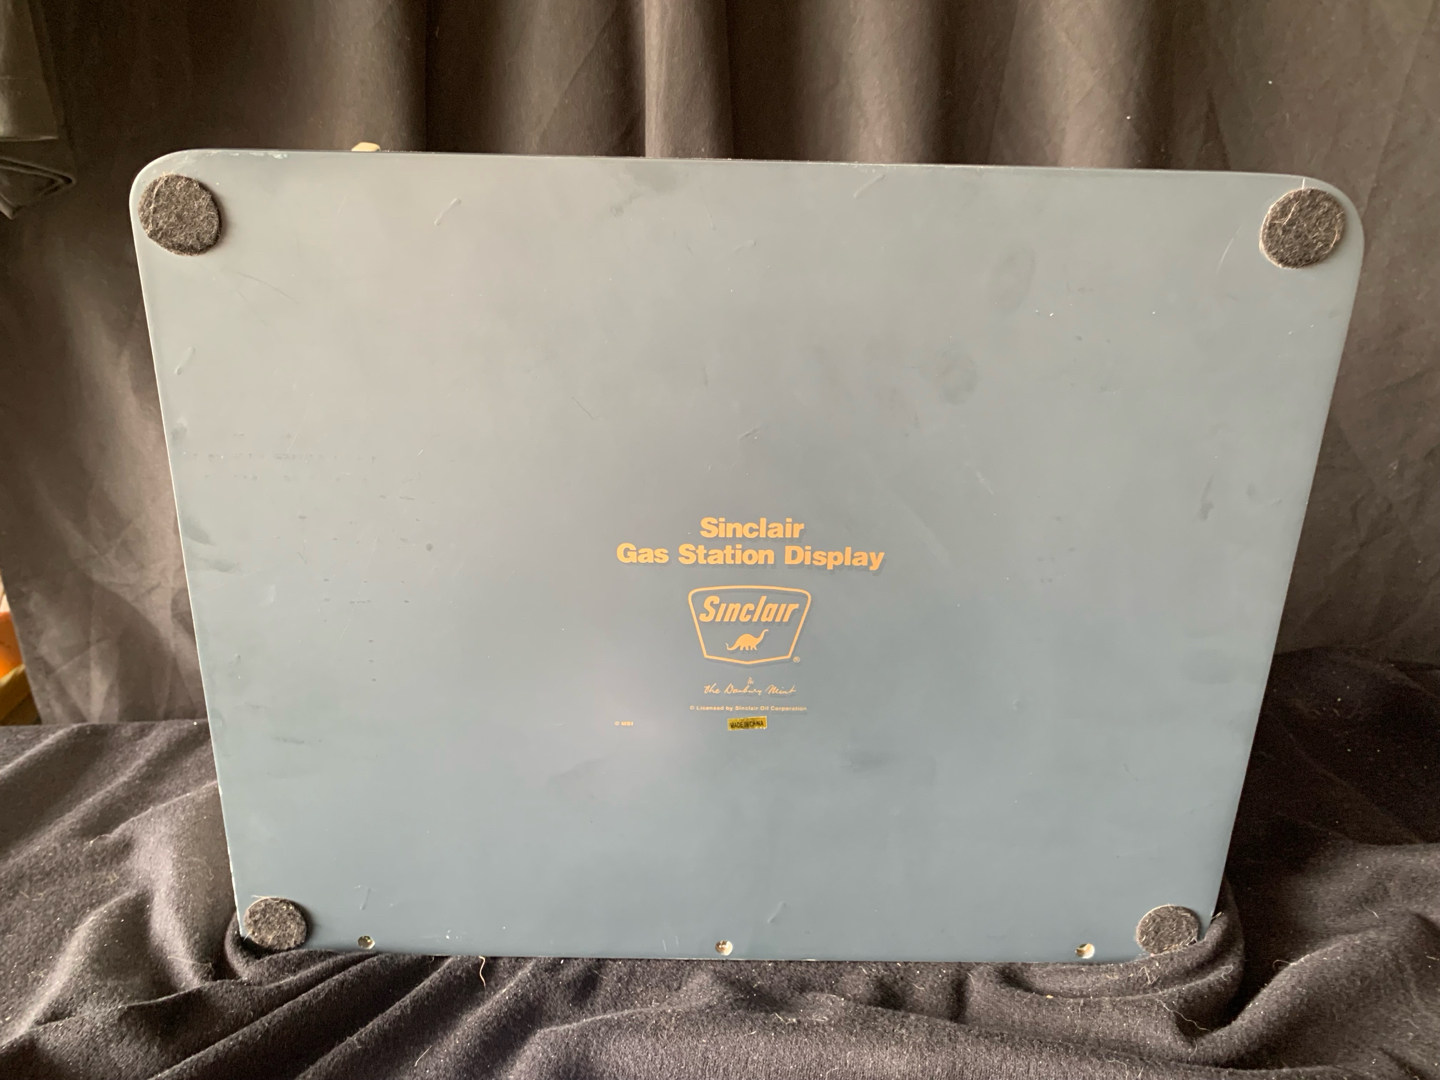 Sinclair
Gas Station Display
Sinclair
®
the Danbury Mint
© Licensed by Sinclair Oil Corporation
MADE IN CHINA